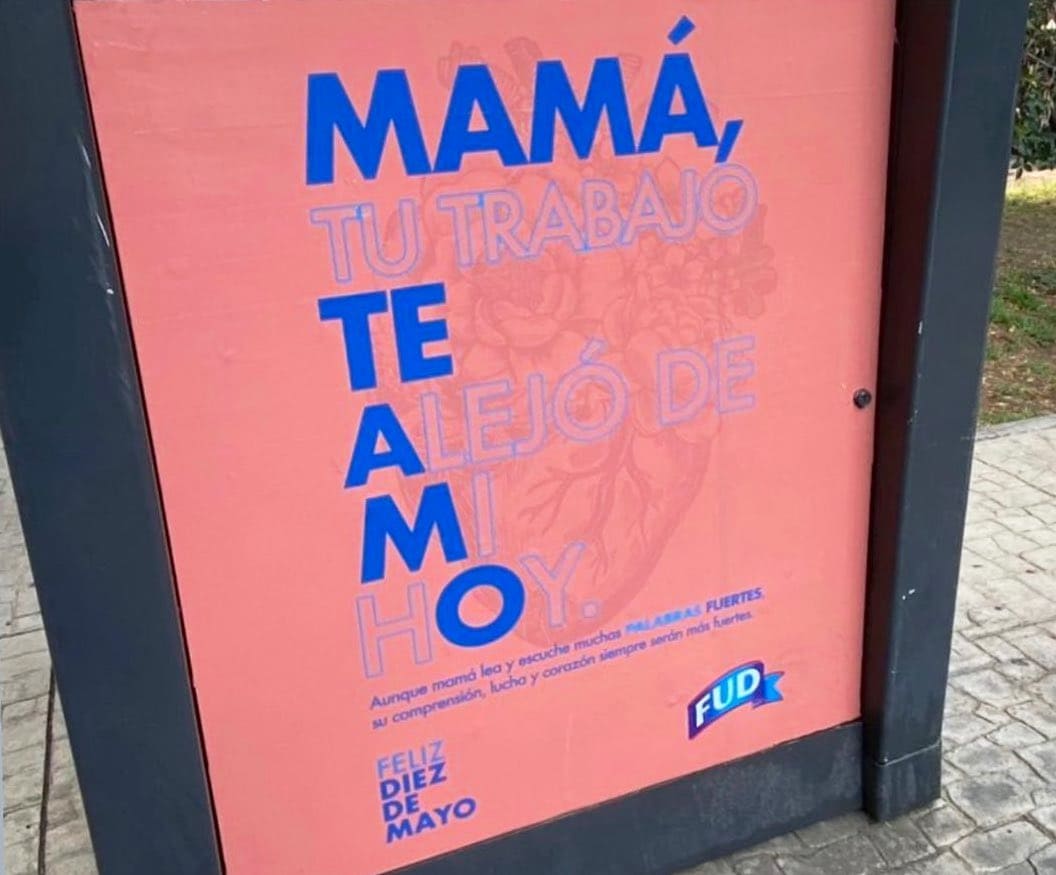 MAMÁ,
TU TRABAJO
TE
ALEJÓ DE
MI
HOY.
Aunque mamá lea y escuche muchas PALABRAS FUERTES,
su comprensión, lucha y corazón siempre serán más fuertes.
FUD
FELIZ
DIEZ
DE
MAYO